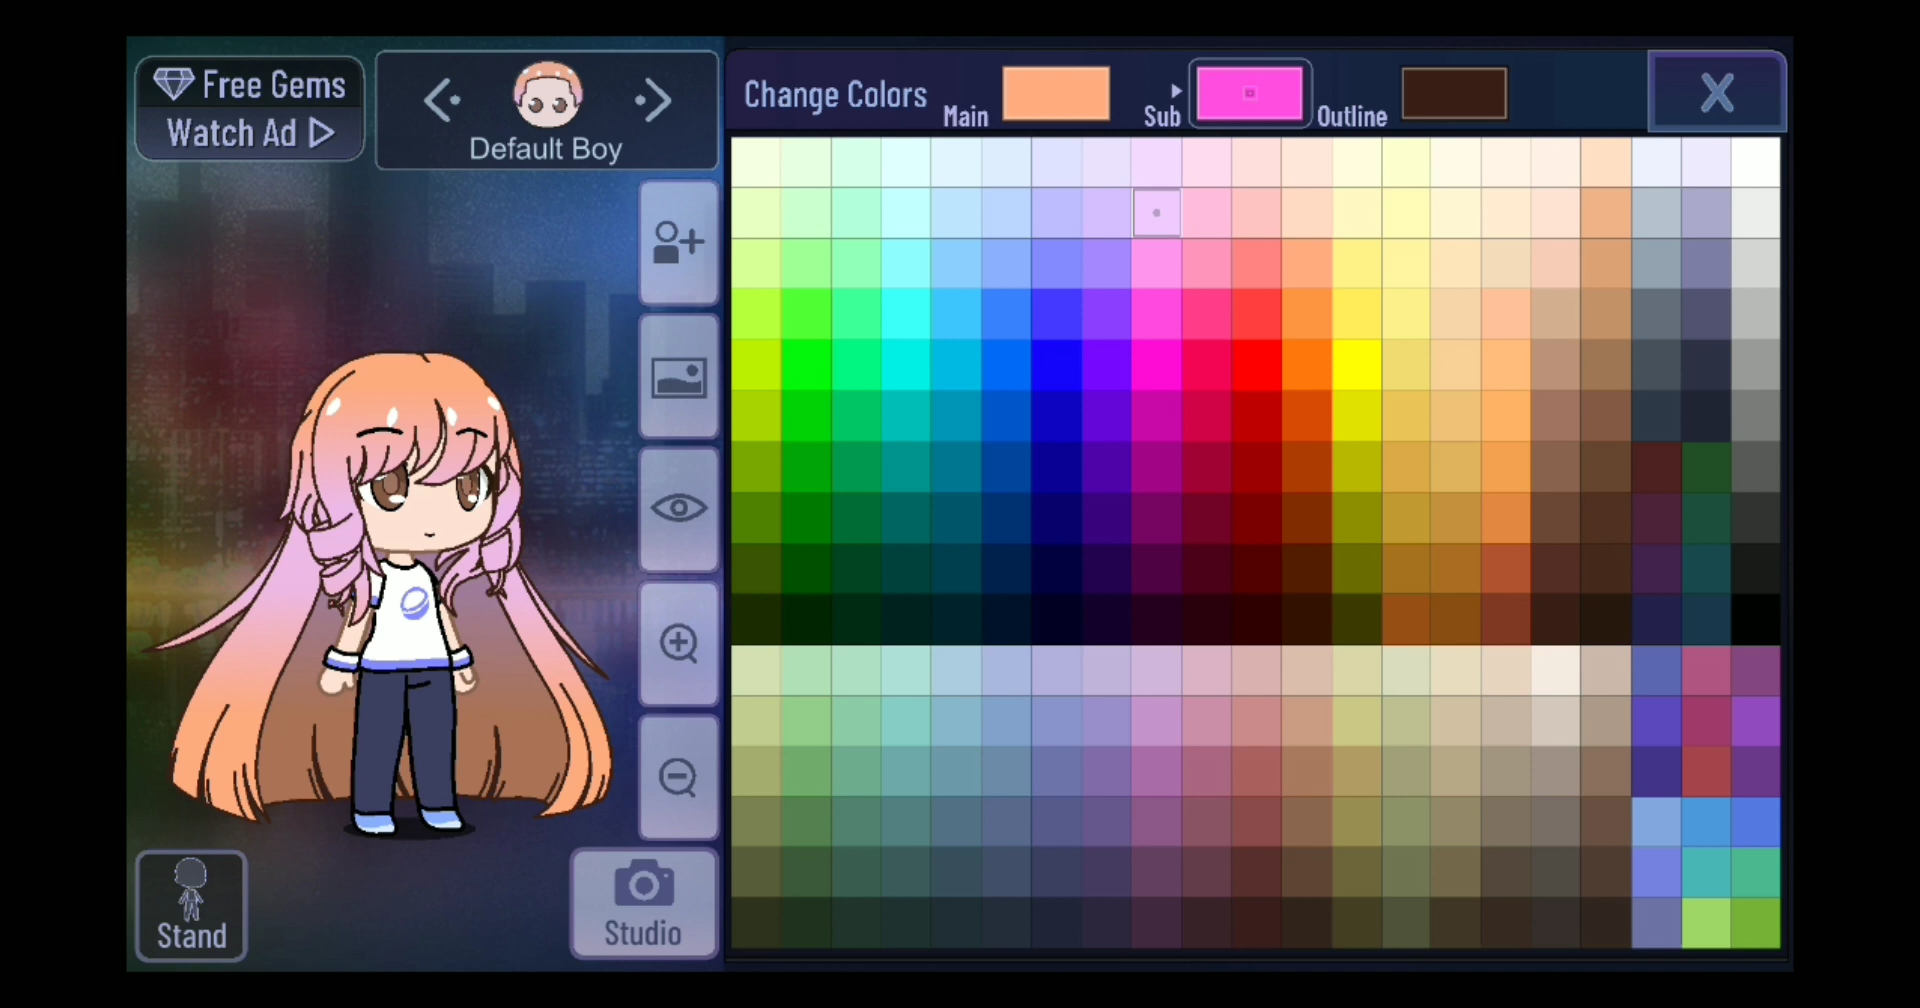 Free Gems
Watch Ad
Default Boy
Change Colors
Main
Sub
Outline
X
Stand
Studio